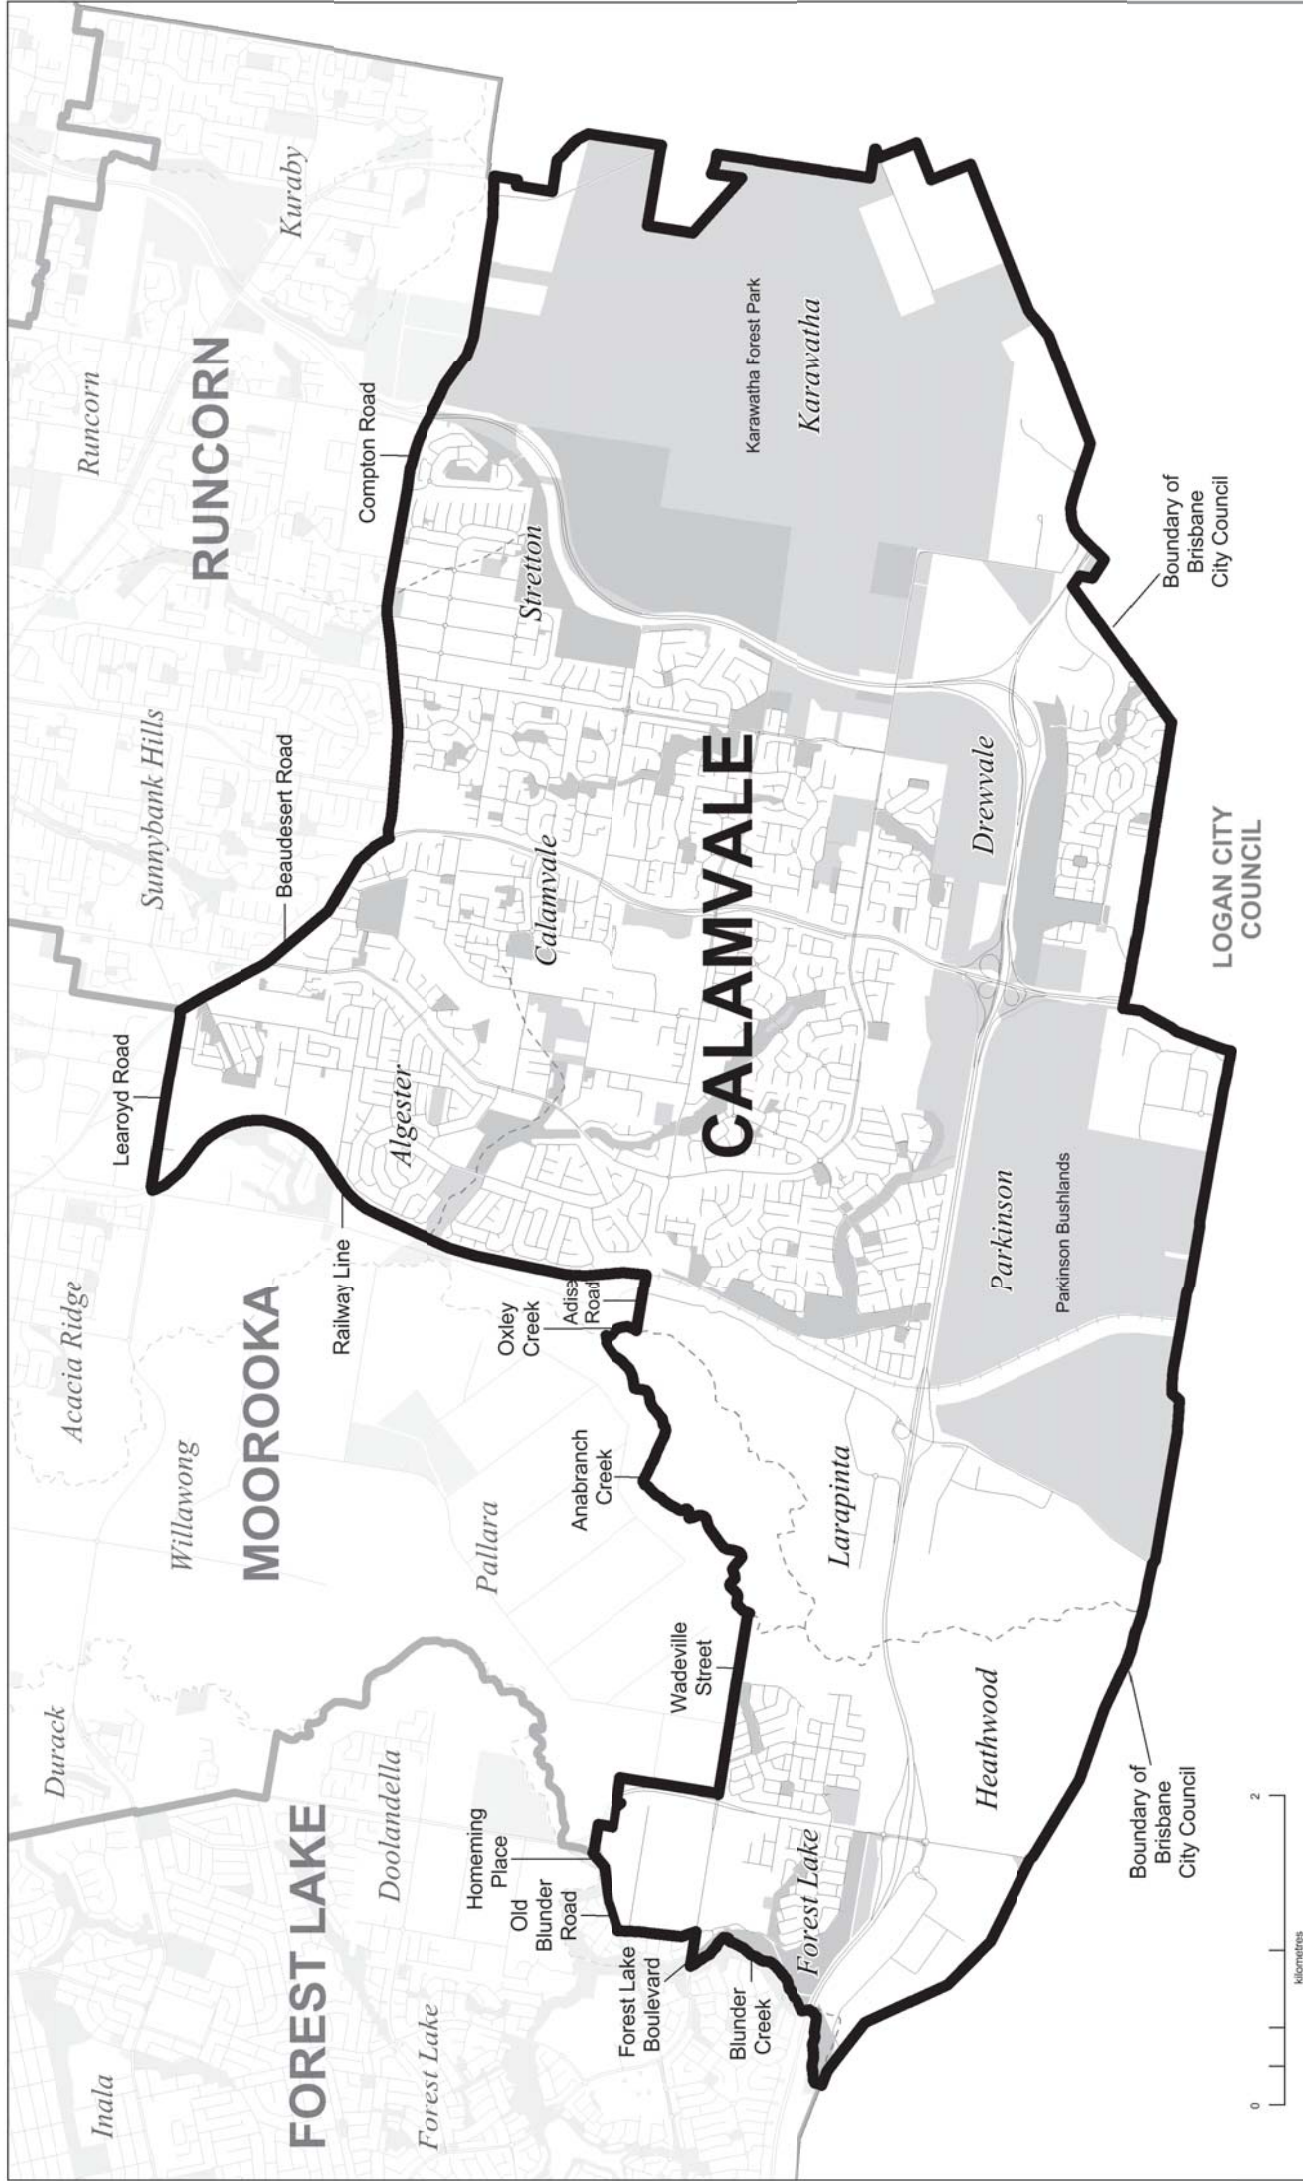 Inala
Durack
Acacia Ridge
Runcorn
Sunnybank Hills
Kuraby
Willawong
RUNCORN
MOOROOKA
FOREST LAKE
Learoyd Road
Beaudesert Road
Compton Road
Railway Line
Doolandella
Forest Lake
Pallara
Algester
Calamvale
Stretton
Homeming
Place
Old
Blunder
Road
Oxley
Creek
Adise
Road
Anabranch
Creek
Forest Lake
Boulevard
Wadeville
Street
Blunder
Creek
CALAMVALE
Karawatha Forest Park
Karawatha
Forest Lake
Larapinta
Heathwood
Parkinson
Parkinson Bushlands
Drewvale
Boundary of
Brisbane
City Council
Boundary of
Brisbane
City Council
LOGAN CITY
COUNCIL
0
2
kilometres